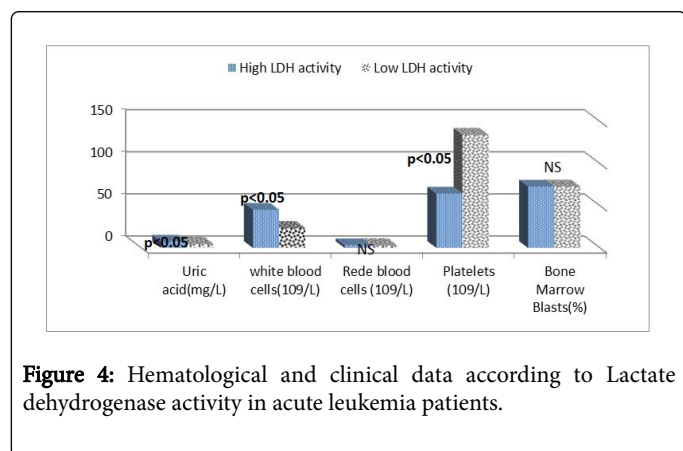 High LDH activity Low LDH activity
150
100
50
0
p<0.05
p<0.05
NS
p<0.05
NS
Uric
acid(mg/L)
white blood
cells(109/L)
Rede blood
cells (109/L)
Platelets
(109/L)
Bone
Marrow
Blasts(%)
Figure 4: Hematological and clinical data according to Lactate
dehydrogenase activity in acute leukemia patients.